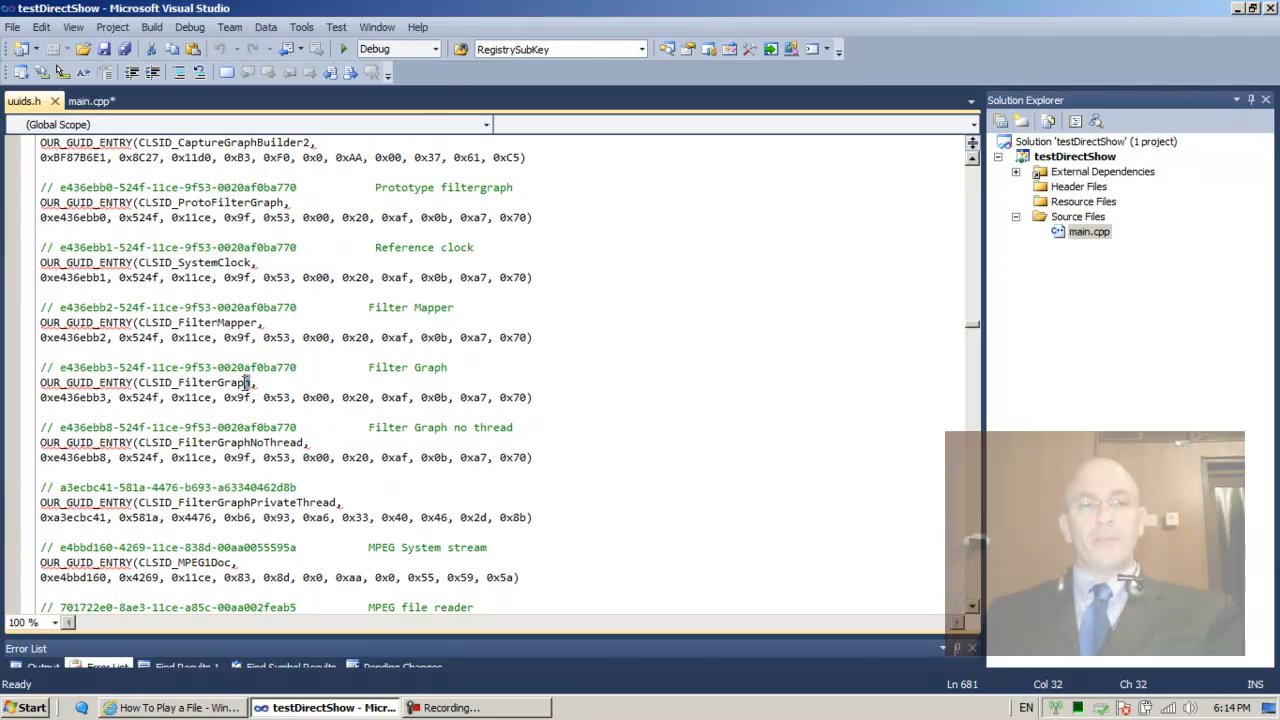 testDirectShow - Microsoft Visual Studio
File Edit View Project Build Debug Team Data Tools Test Window Help
Debug RegistrySubKey
uuids.h main.cpp*
(Global Scope)
OUR_GUID_ENTRY(CLSID_CaptureGraphBuilder2,
0xBF87B6E1, 0x8C27, 0x11d0, 0xB3, 0xF0, 0x0, 0xAA, 0x00, 0x37, 0x61, 0xC5)
// e436ebb0-524f-11ce-9f53-0020af0ba770 Prototype filtergraph
OUR_GUID_ENTRY(CLSID_ProtoFilterGraph,
0xe436ebb0, 0x524f, 0x11ce, 0x9f, 0x53, 0x00, 0x20, 0xaf, 0x0b, 0xa7, 0x70)
// e436ebb1-524f-11ce-9f53-0020af0ba770 Reference clock
OUR_GUID_ENTRY(CLSID_SystemClock,
0xe436ebb1, 0x524f, 0x11ce, 0x9f, 0x53, 0x00, 0x20, 0xaf, 0x0b, 0xa7, 0x70)
// e436ebb2-524f-11ce-9f53-0020af0ba770 Filter Mapper
OUR_GUID_ENTRY(CLSID_FilterMapper,
0xe436ebb2, 0x524f, 0x11ce, 0x9f, 0x53, 0x00, 0x20, 0xaf, 0x0b, 0xa7, 0x70)
// e436ebb3-524f-11ce-9f53-0020af0ba770 Filter Graph
OUR_GUID_ENTRY(CLSID_FilterGraph,
0xe436ebb3, 0x524f, 0x11ce, 0x9f, 0x53, 0x00, 0x20, 0xaf, 0x0b, 0xa7, 0x70)
// e436ebb8-524f-11ce-9f53-0020af0ba770 Filter Graph no thread
OUR_GUID_ENTRY(CLSID_FilterGraphNoThread,
0xe436ebb8, 0x524f, 0x11ce, 0x9f, 0x53, 0x00, 0x20, 0xaf, 0x0b, 0xa7, 0x70)
// a3ecbc41-581a-4476-b693-a63340462d8b
OUR_GUID_ENTRY(CLSID_FilterGraphPrivateThread,
0xa3ecbc41, 0x581a, 0x4476, 0xb6, 0x93, 0xa6, 0x33, 0x40, 0x46, 0x2d, 0x8b)
// e4bbd160-4269-11ce-838d-00aa0055595a MPEG System stream
OUR_GUID_ENTRY(CLSID_MPEG1Doc,
0xe4bbd160, 0x4269, 0x11ce, 0x83, 0x8d, 0x0, 0xaa, 0x0, 0x55, 0x59, 0x5a)
// 701722e0-8ae3-11ce-a85c-00aa002feab5 MPEG file reader
100 %
Solution Explorer
Solution 'testDirectShow' (1 project)
testDirectShow
External Dependencies
Header Files
Resource Files
Source Files
main.cpp
Error List
Output Error List Find Results 1 Find Symbol Results Pending Changes
Ready Ln 681 Col 32 Ch 32 INS
Start How To Play a File - Win... testDirectShow - Micr... Recording... EN 6:14 PM